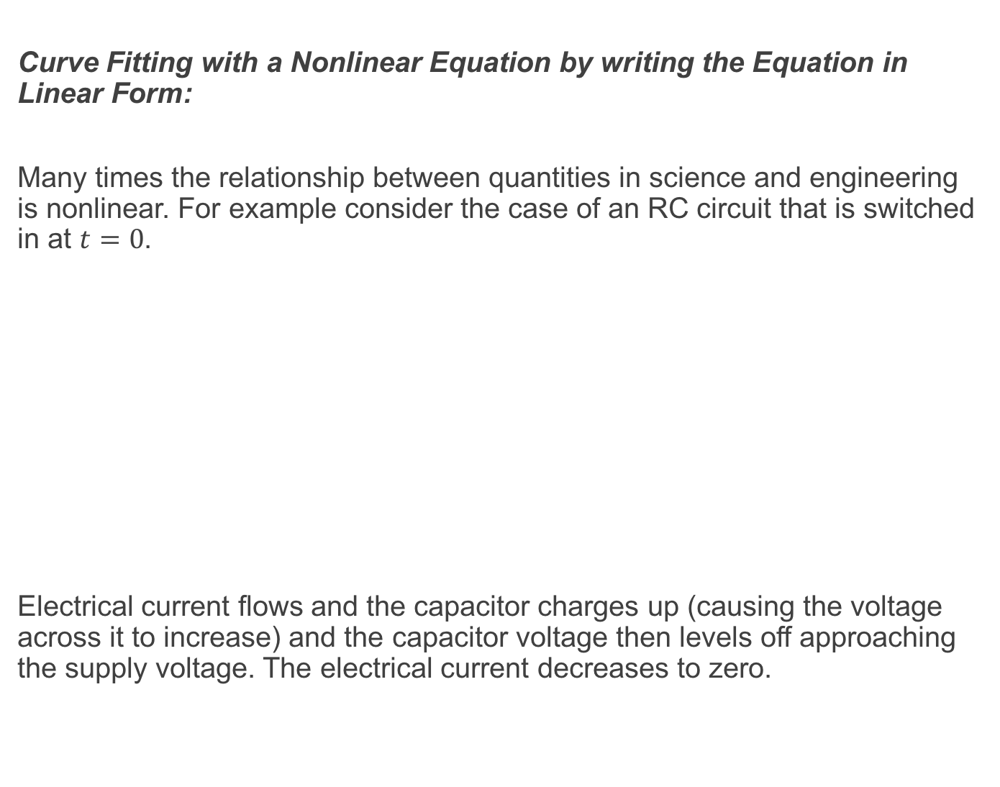 Curve Fitting with a Nonlinear Equation by writing the Equation in
Linear Form:
Many times the relationship between quantities in science and engineering
is nonlinear. For example consider the case of an RC circuit that is switched
in at t = 0.
Electrical current flows and the capacitor charges up (causing the voltage
across it to increase) and the capacitor voltage then levels off approaching
the supply voltage. The electrical current decreases to zero.